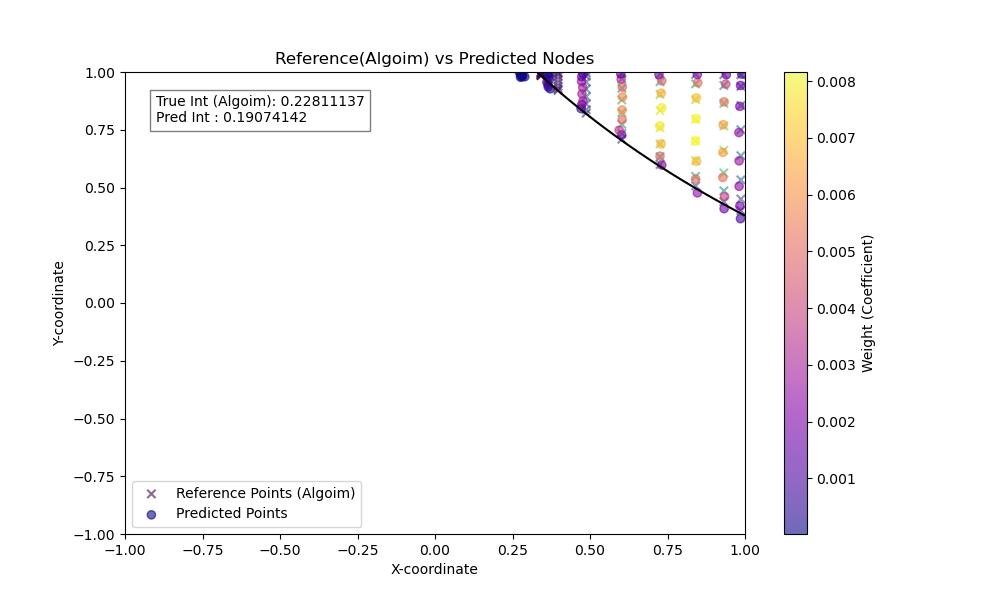 Reference(Algoim) vs Predicted Nodes
True Int (Algoim): 0.22811137
Pred Int : 0.19074142
1.00
0.75
0.50
0.25
0.00
−0.25
−0.50
−0.75
−1.00
Y-coordinate
Reference Points (Algoim)
Predicted Points
−1.00 −0.75 −0.50 −0.25 0.00 0.25 0.50 0.75 1.00
X-coordinate
0.008
0.007
0.006
0.005
0.004
0.003
0.002
0.001
Weight (Coefficient)